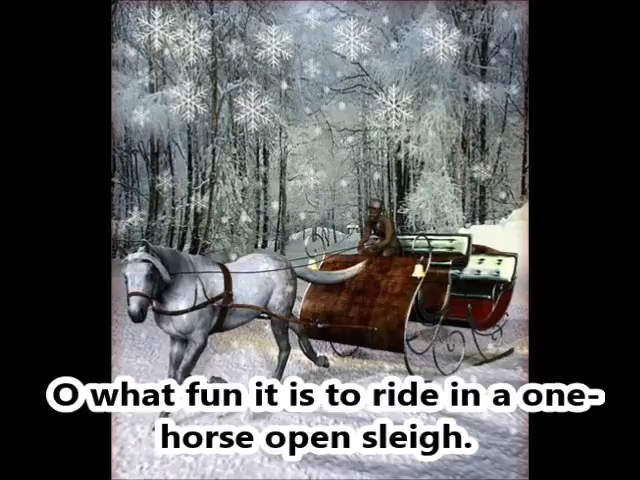 O what fun it is to ride in a one-
horse open sleigh.